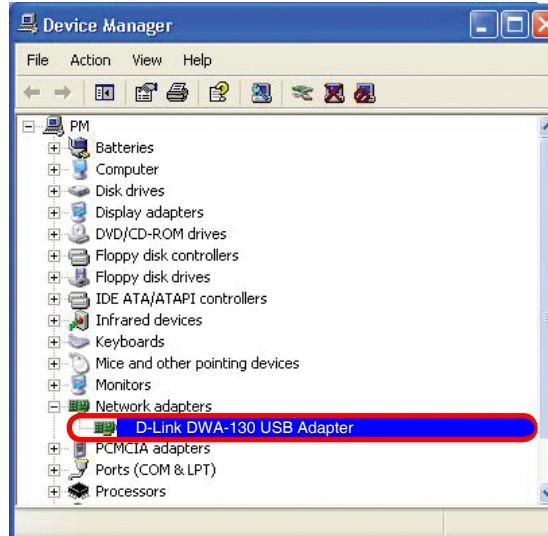 Device Manager
File Action View Help
PM
Batteries
Computer
Disk drives
Display adapters
DVD/CD-ROM drives
Floppy disk controllers
Floppy disk drives
IDE ATA/ATAPI controllers
Infrared devices
Keyboards
Mice and other pointing devices
Monitors
Network adapters
D-Link DWA-130 USB Adapter
PCMCIA adapters
Ports (COM & LPT)
Processors